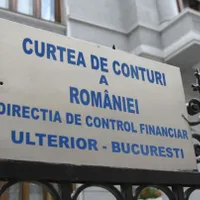 CURTEA DE CONTURI
A
ROMÂNIEI
DIRECTIA DE CONTROL FINANCIAR
ULTERIOR - BUCURESTI